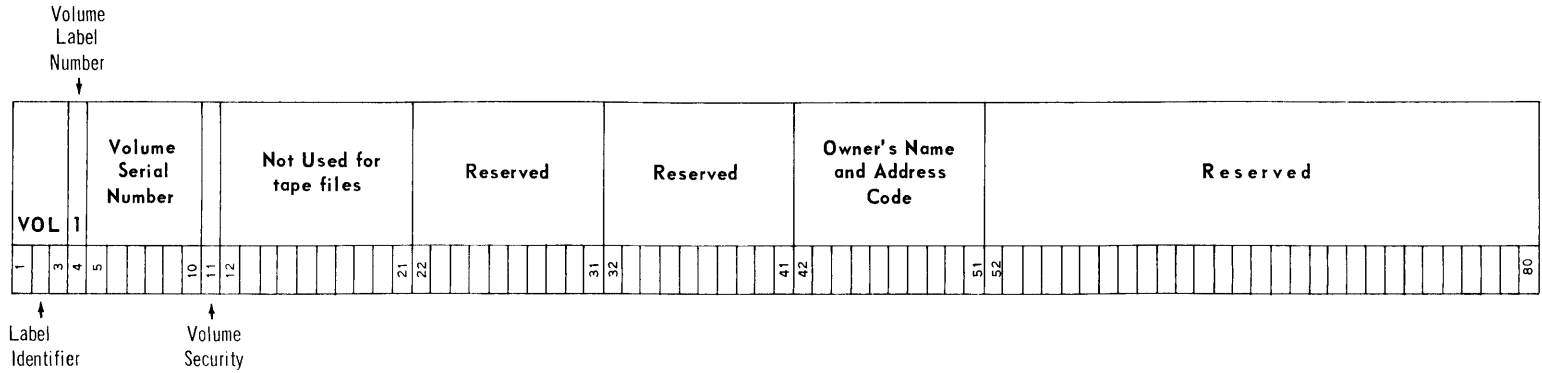 Volume
Label
Number
VOL
1
Volume
Serial
Number
Not Used for
tape files
Reserved
Reserved
Owner's Name
and Address
Code
Reserved
1 3 4 5 10 11 12 21 22 31 32 41 42 51 52 80
Label
Identifier
Volume
Security